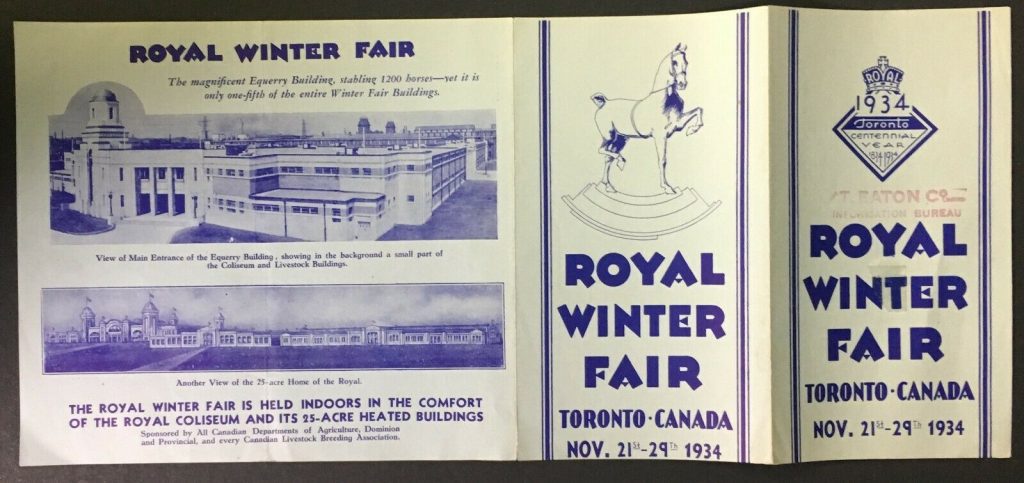 ROYAL WINTER FAIR
The magnificent Equerry Building, stabling 1200 horses—yet it is
only one-fifth of the entire Winter Fair Buildings.
View of Main Entrance of the Equerry Building, showing in the background a small part of
the Coliseum and Livestock Buildings.
Another View of the 25-acre Home of the Royal.
THE ROYAL WINTER FAIR IS HELD INDOORS IN THE COMFORT
OF THE ROYAL COLISEUM AND ITS 25-ACRE HEATED BUILDINGS
Sponsored by All Canadian Departments of Agriculture, Dominion
and Provincial, and every Canadian Livestock Breeding Association.
ROYAL
WINTER
FAIR
TORONTO·CANADA
NOV. 21st-29th 1934
ROYAL
1934
Toronto
CENTENNIAL
YEAR
T. EATON Co
INFORMATION BUREAU
ROYAL
WINTER
FAIR
TORONTO·CANADA
NOV. 21st-29th 1934